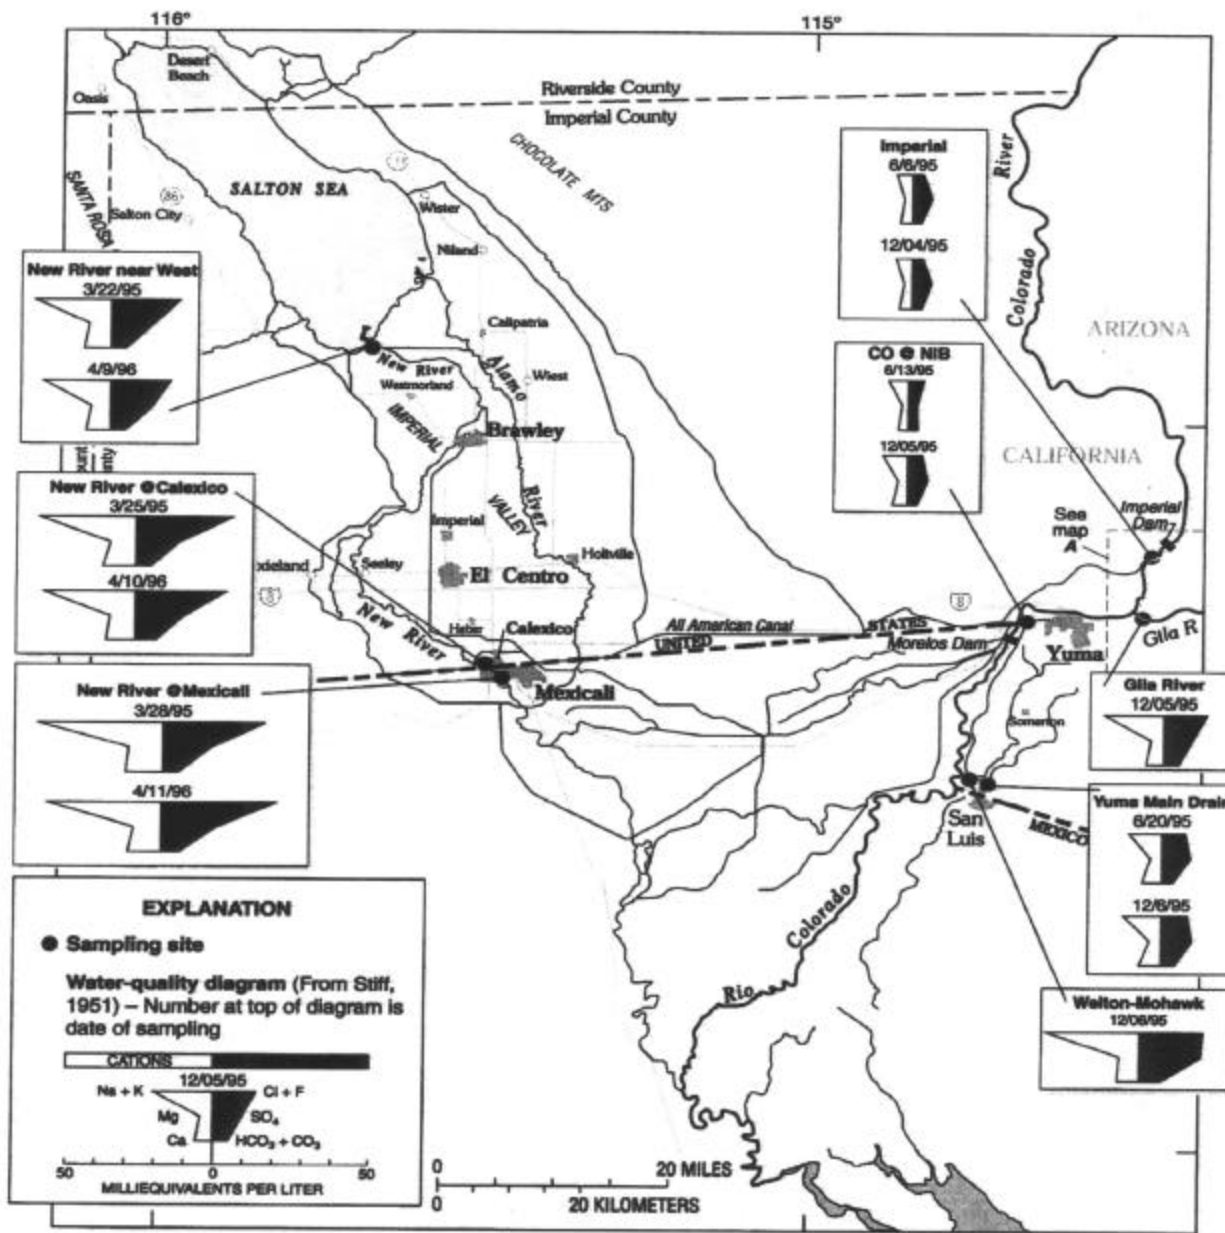 116°
115°
Desert
Beach
Oasis
Riverside County
Imperial County
CHOCOLATE MTS
SALTON SEA
SANTA ROSA
86
Salton City
Wister
Niland
Calipatria
Wiest
New River
Westmorland
Alamo
River
IMPERIAL
VALLEY
Brawley
Imperial
El Centro
Holtville
Seeley
xieland
8
Heber
Calexico
New River
Mexicali
All American Canal
UNITED
STATES
8
Morelos Dam
Yuma
Somerton
San
Luis
MEXICO
Gila R
See
map
A
Imperial
Dam
CALIFORNIA
ARIZONA
Colorado
River
Rio
Colorado
ount
nty
New River near West
3/22/95
4/9/96
New River @Calexico
3/25/95
4/10/96
New River @Mexicali
3/28/95
4/11/96
Imperial
6/6/95
12/04/95
CO @ NIB
6/13/95
12/05/95
Gila River
12/05/95
Yuma Main Drain
6/20/95
12/6/95
Welton-Mohawk
12/06/95
EXPLANATION
Sampling site
Water-quality diagram (From Stiff,
1951) – Number at top of diagram is
date of sampling
CATIONS
12/05/95
Na + K
Cl + F
Mg
SO₄
Ca
HCO₃ + CO₃
50
0
50
MILLIEQUIVALENTS PER LITER
0
20 MILES
0
20 KILOMETERS